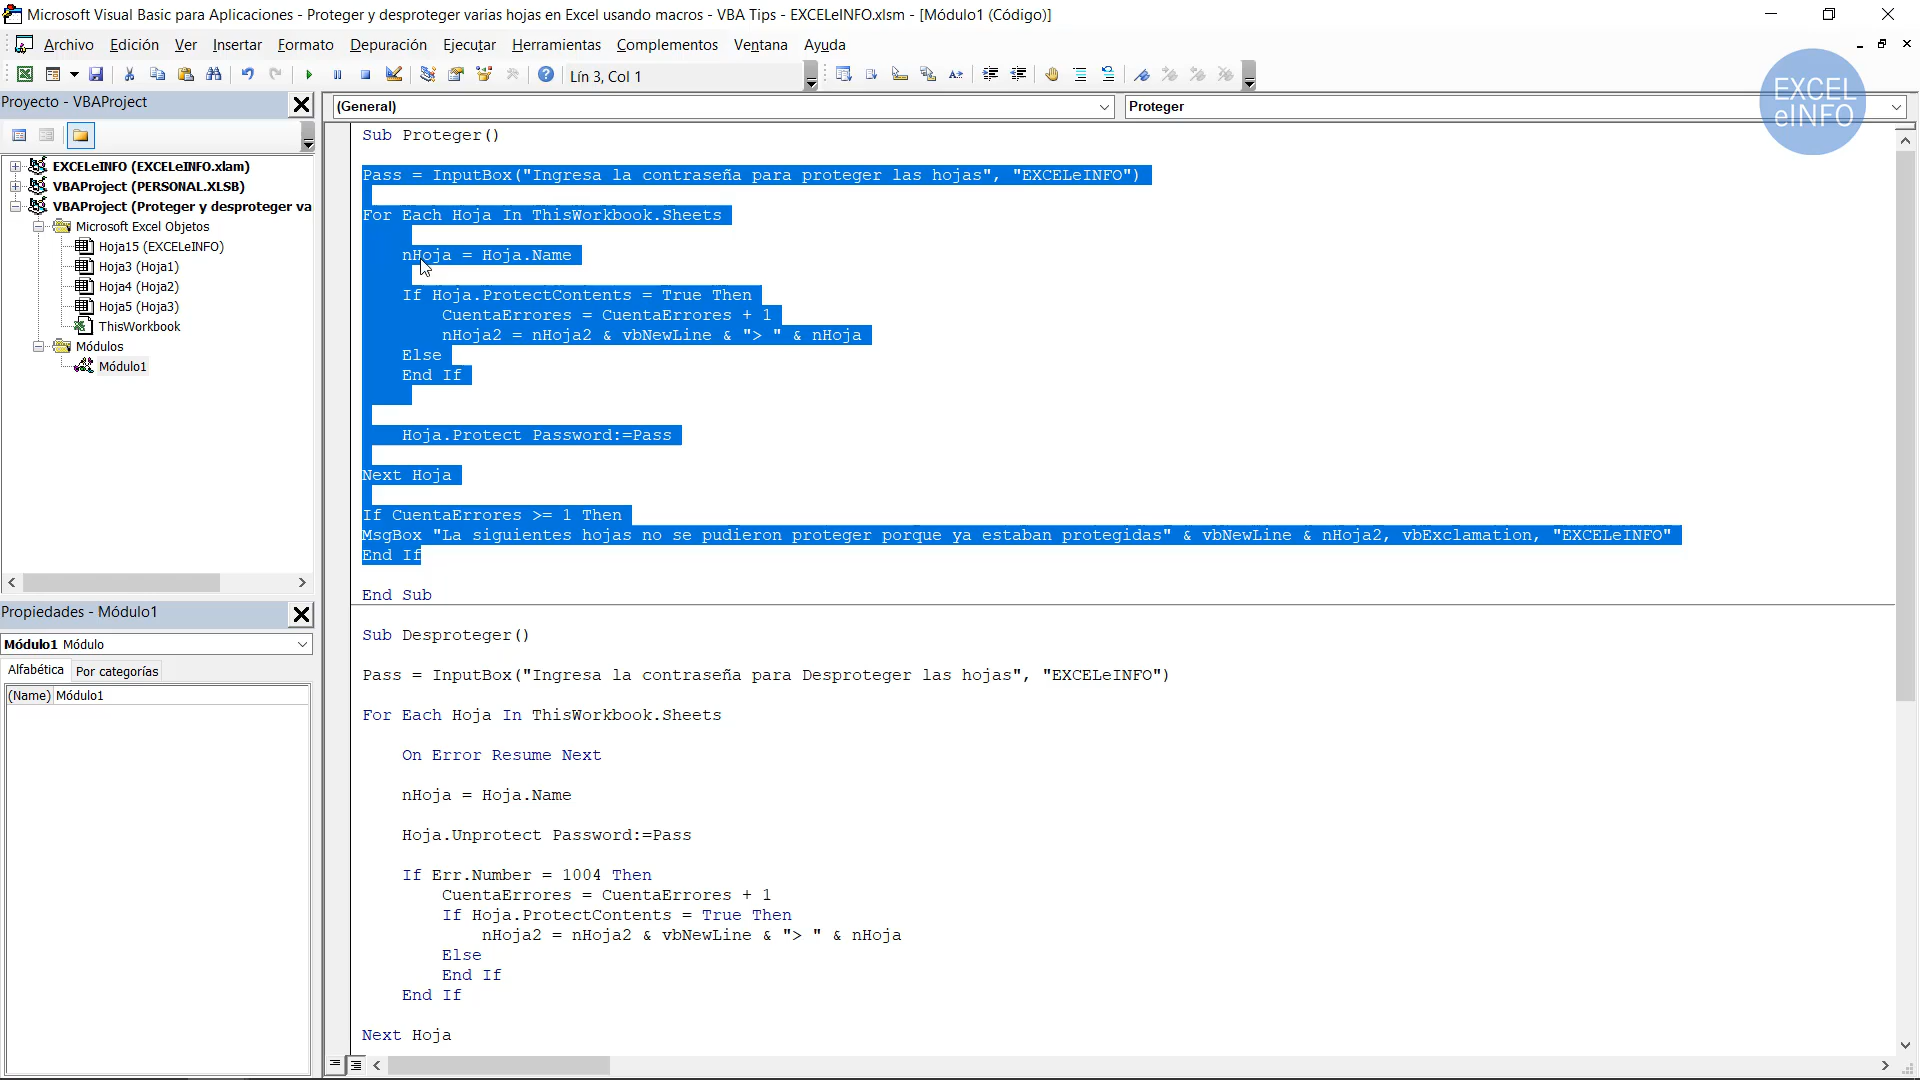 Microsoft Visual Basic para Aplicaciones - Proteger y desproteger varias hojas en Excel usando macros - VBA Tips - EXCELeINFO.xlsm - [Módulo1 (Código)]
Archivo Edición Ver Insertar Formato Depuración Ejecutar Herramientas Complementos Ventana Ayuda
Lín 3, Col 1
EXCEL
eINFO
Proyecto - VBAProject
(General)
Proteger
EXCELeINFO (EXCELeINFO.xlam)
VBAProject (PERSONAL.XLSB)
VBAProject (Proteger y desproteger va
Microsoft Excel Objetos
Hoja15 (EXCELeINFO)
Hoja3 (Hoja1)
Hoja4 (Hoja2)
Hoja5 (Hoja3)
ThisWorkbook
Módulos
Módulo1
Propiedades - Módulo1
Módulo1 Módulo
Alfabética Por categorías
(Name) Módulo1
Sub Proteger()
Pass = InputBox("Ingresa la contraseña para proteger las hojas", "EXCELeINFO")
For Each Hoja In ThisWorkbook.Sheets
nHoja = Hoja.Name
If Hoja.ProtectContents = True Then
CuentaErrores = CuentaErrores + 1
nHoja2 = nHoja2 & vbNewLine & "> " & nHoja
Else
End If
Hoja.Protect Password:=Pass
Next Hoja
If CuentaErrores >= 1 Then
MsgBox "La siguientes hojas no se pudieron proteger porque ya estaban protegidas" & vbNewLine & nHoja2, vbExclamation, "EXCELeINFO"
End If
End Sub
Sub Desproteger()
Pass = InputBox("Ingresa la contraseña para Desproteger las hojas", "EXCELeINFO")
For Each Hoja In ThisWorkbook.Sheets
On Error Resume Next
nHoja = Hoja.Name
Hoja.Unprotect Password:=Pass
If Err.Number = 1004 Then
CuentaErrores = CuentaErrores + 1
If Hoja.ProtectContents = True Then
nHoja2 = nHoja2 & vbNewLine & "> " & nHoja
Else
End If
End If
Next Hoja